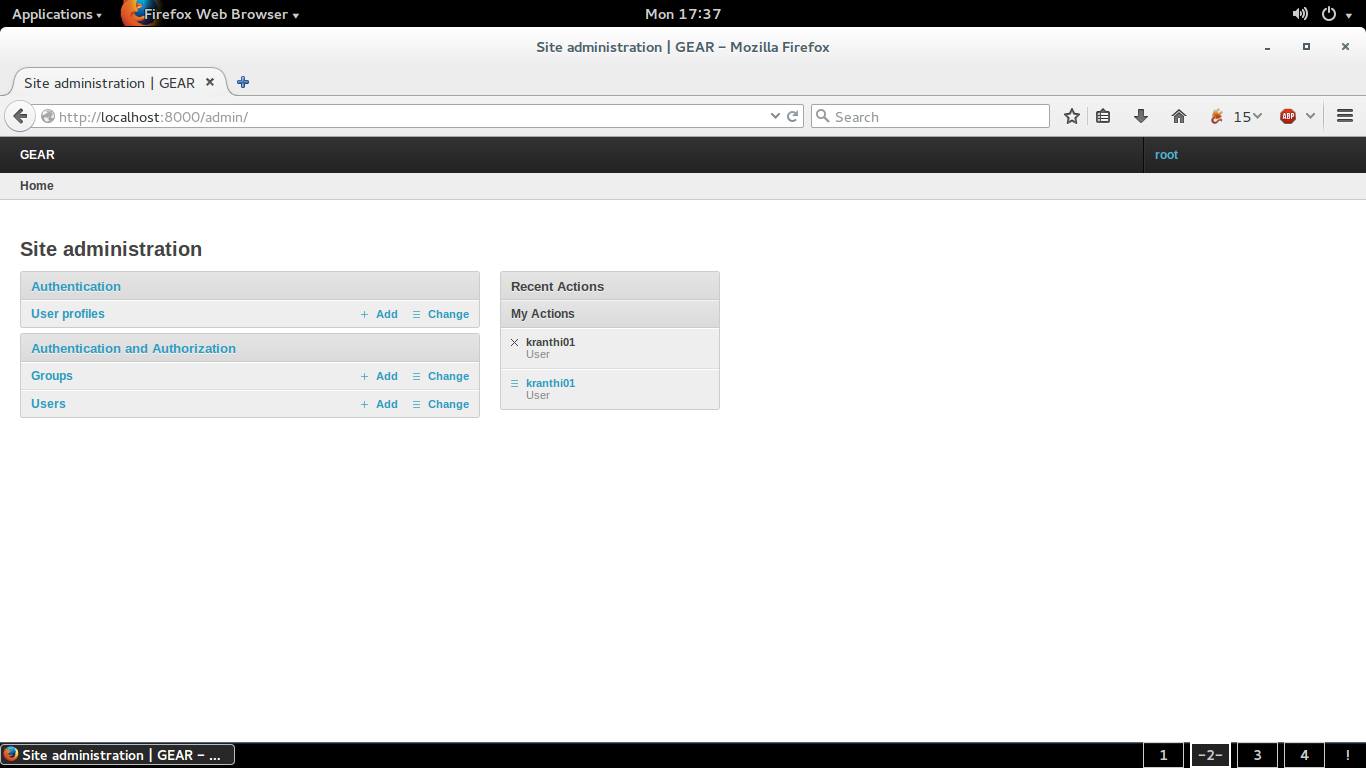 Applications Firefox Web Browser Mon 17:37
Site administration | GEAR – Mozilla Firefox
Site administration | GEAR
http://localhost:8000/admin/ Search 15 ABP
GEAR root
Home
Site administration
Authentication
User profiles Add Change
Authentication and Authorization
Groups Add Change
Users Add Change
Recent Actions
My Actions
kranthi01
User
kranthi01
User
Site administration | GEAR – ... 1 -2- 3 4 !